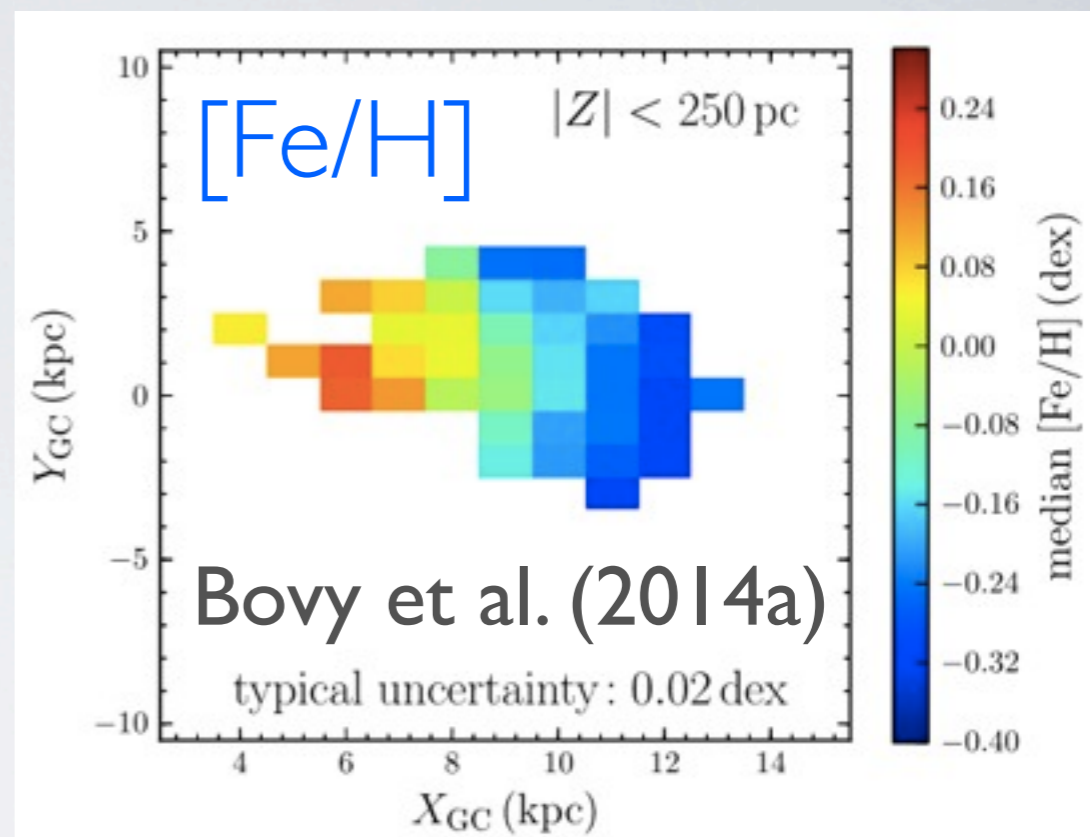 [Fe/H]
|Z| < 250 pc
10
5
0
−5
−10
Y_GC (kpc)
Bovy et al. (2014a)
typical uncertainty: 0.02 dex
4 6 8 10 12 14
X_GC (kpc)
0.24
0.16
0.08
0.00
−0.08
−0.16
−0.24
−0.32
−0.40
median [Fe/H] (dex)